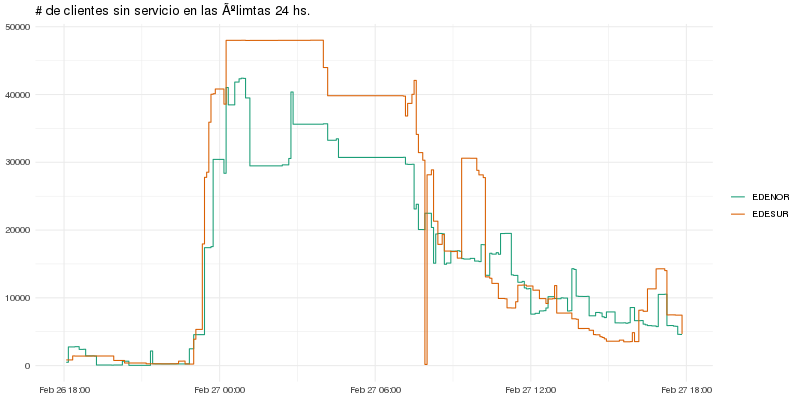 # de clientes sin servicio en las Ãºlimtas 24 hs.
50000
40000
30000
20000
10000
0
Feb 26 18:00
Feb 27 00:00
Feb 27 06:00
Feb 27 12:00
Feb 27 18:00
EDENOR
EDESUR